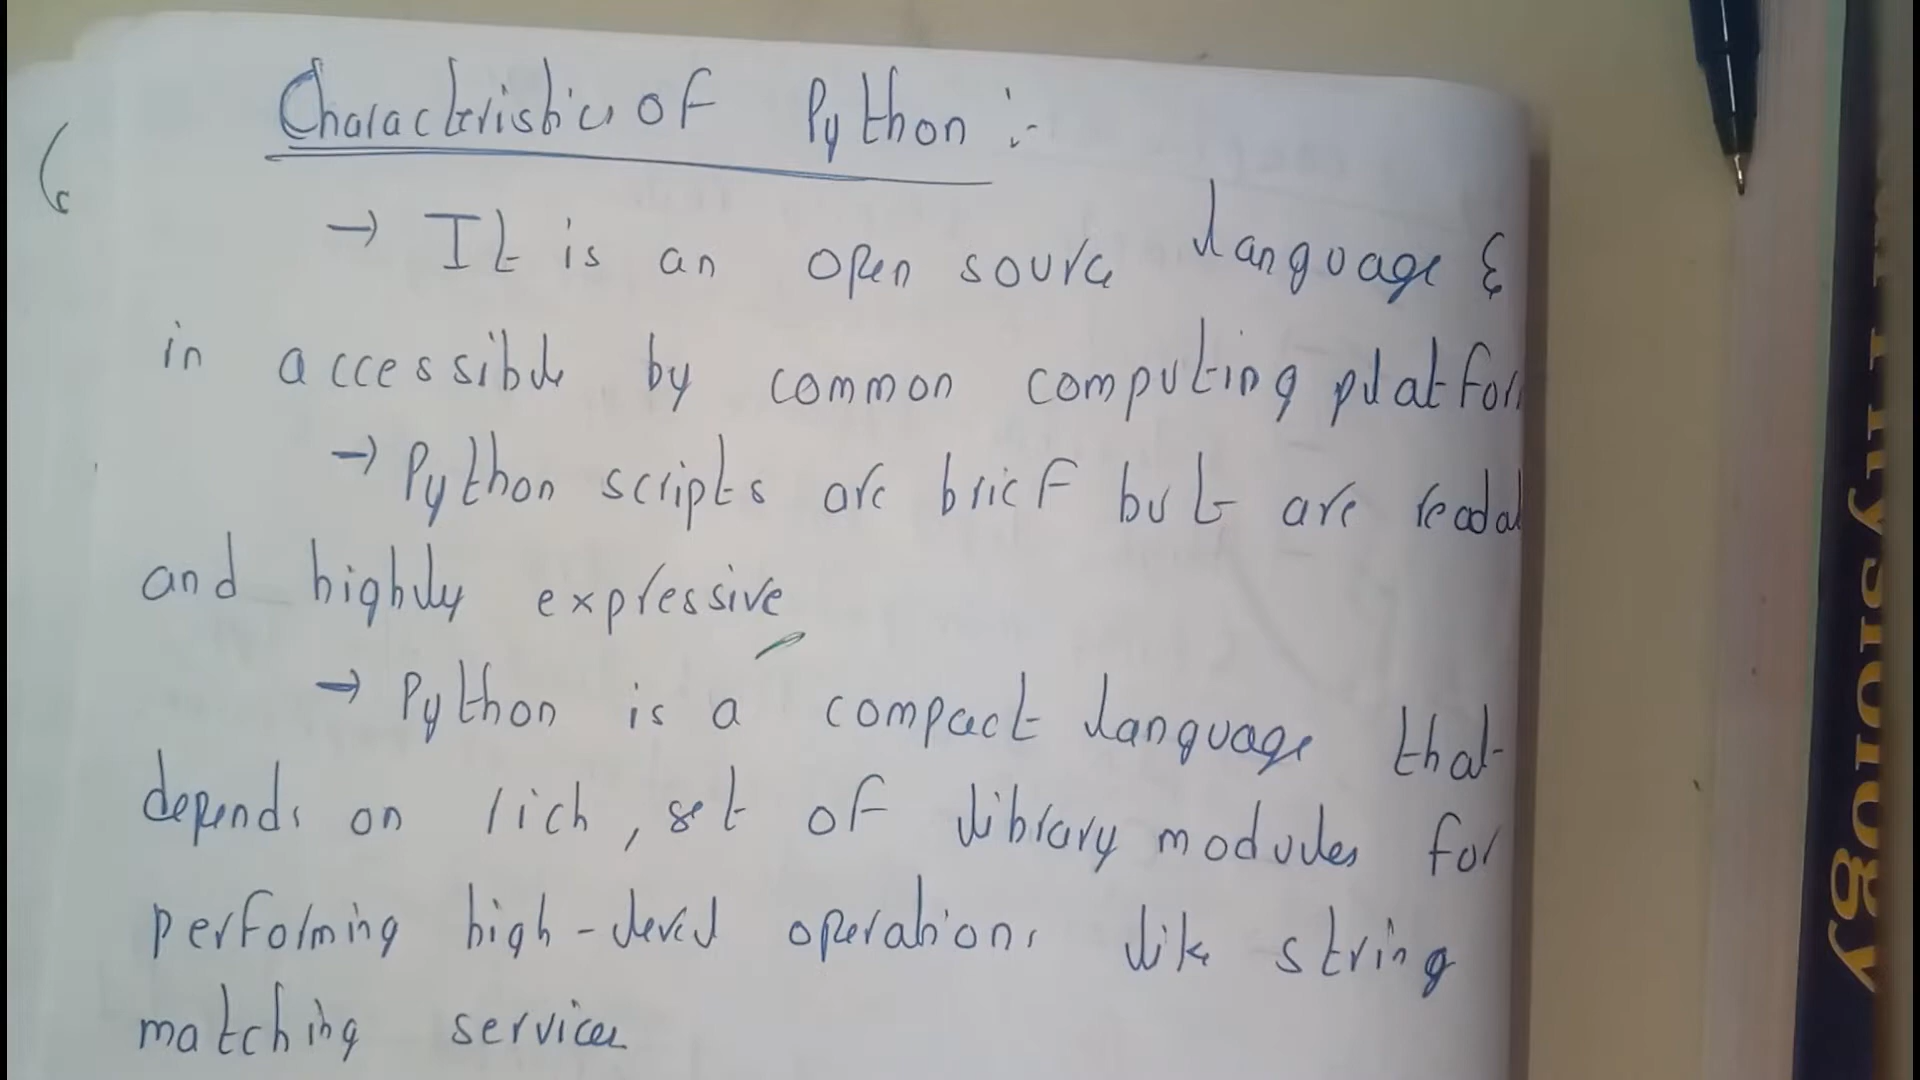 Characteristics of Python :-
→ It is an open source language &
in accessible by common computing platfor
→ Python scripts are brief but are reada
and highly expressive
→ Python is a compact language that
depends on rich, set of library modules for
performing high-level operations like string
matching services
ysiology